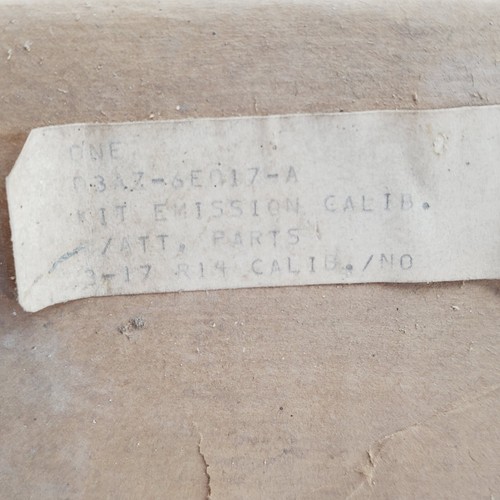 ONE
D3AZ-6E017-A
KIT EMISSION CALIB.
/ATT. PARTS
3-17 R14 CALIB./NO